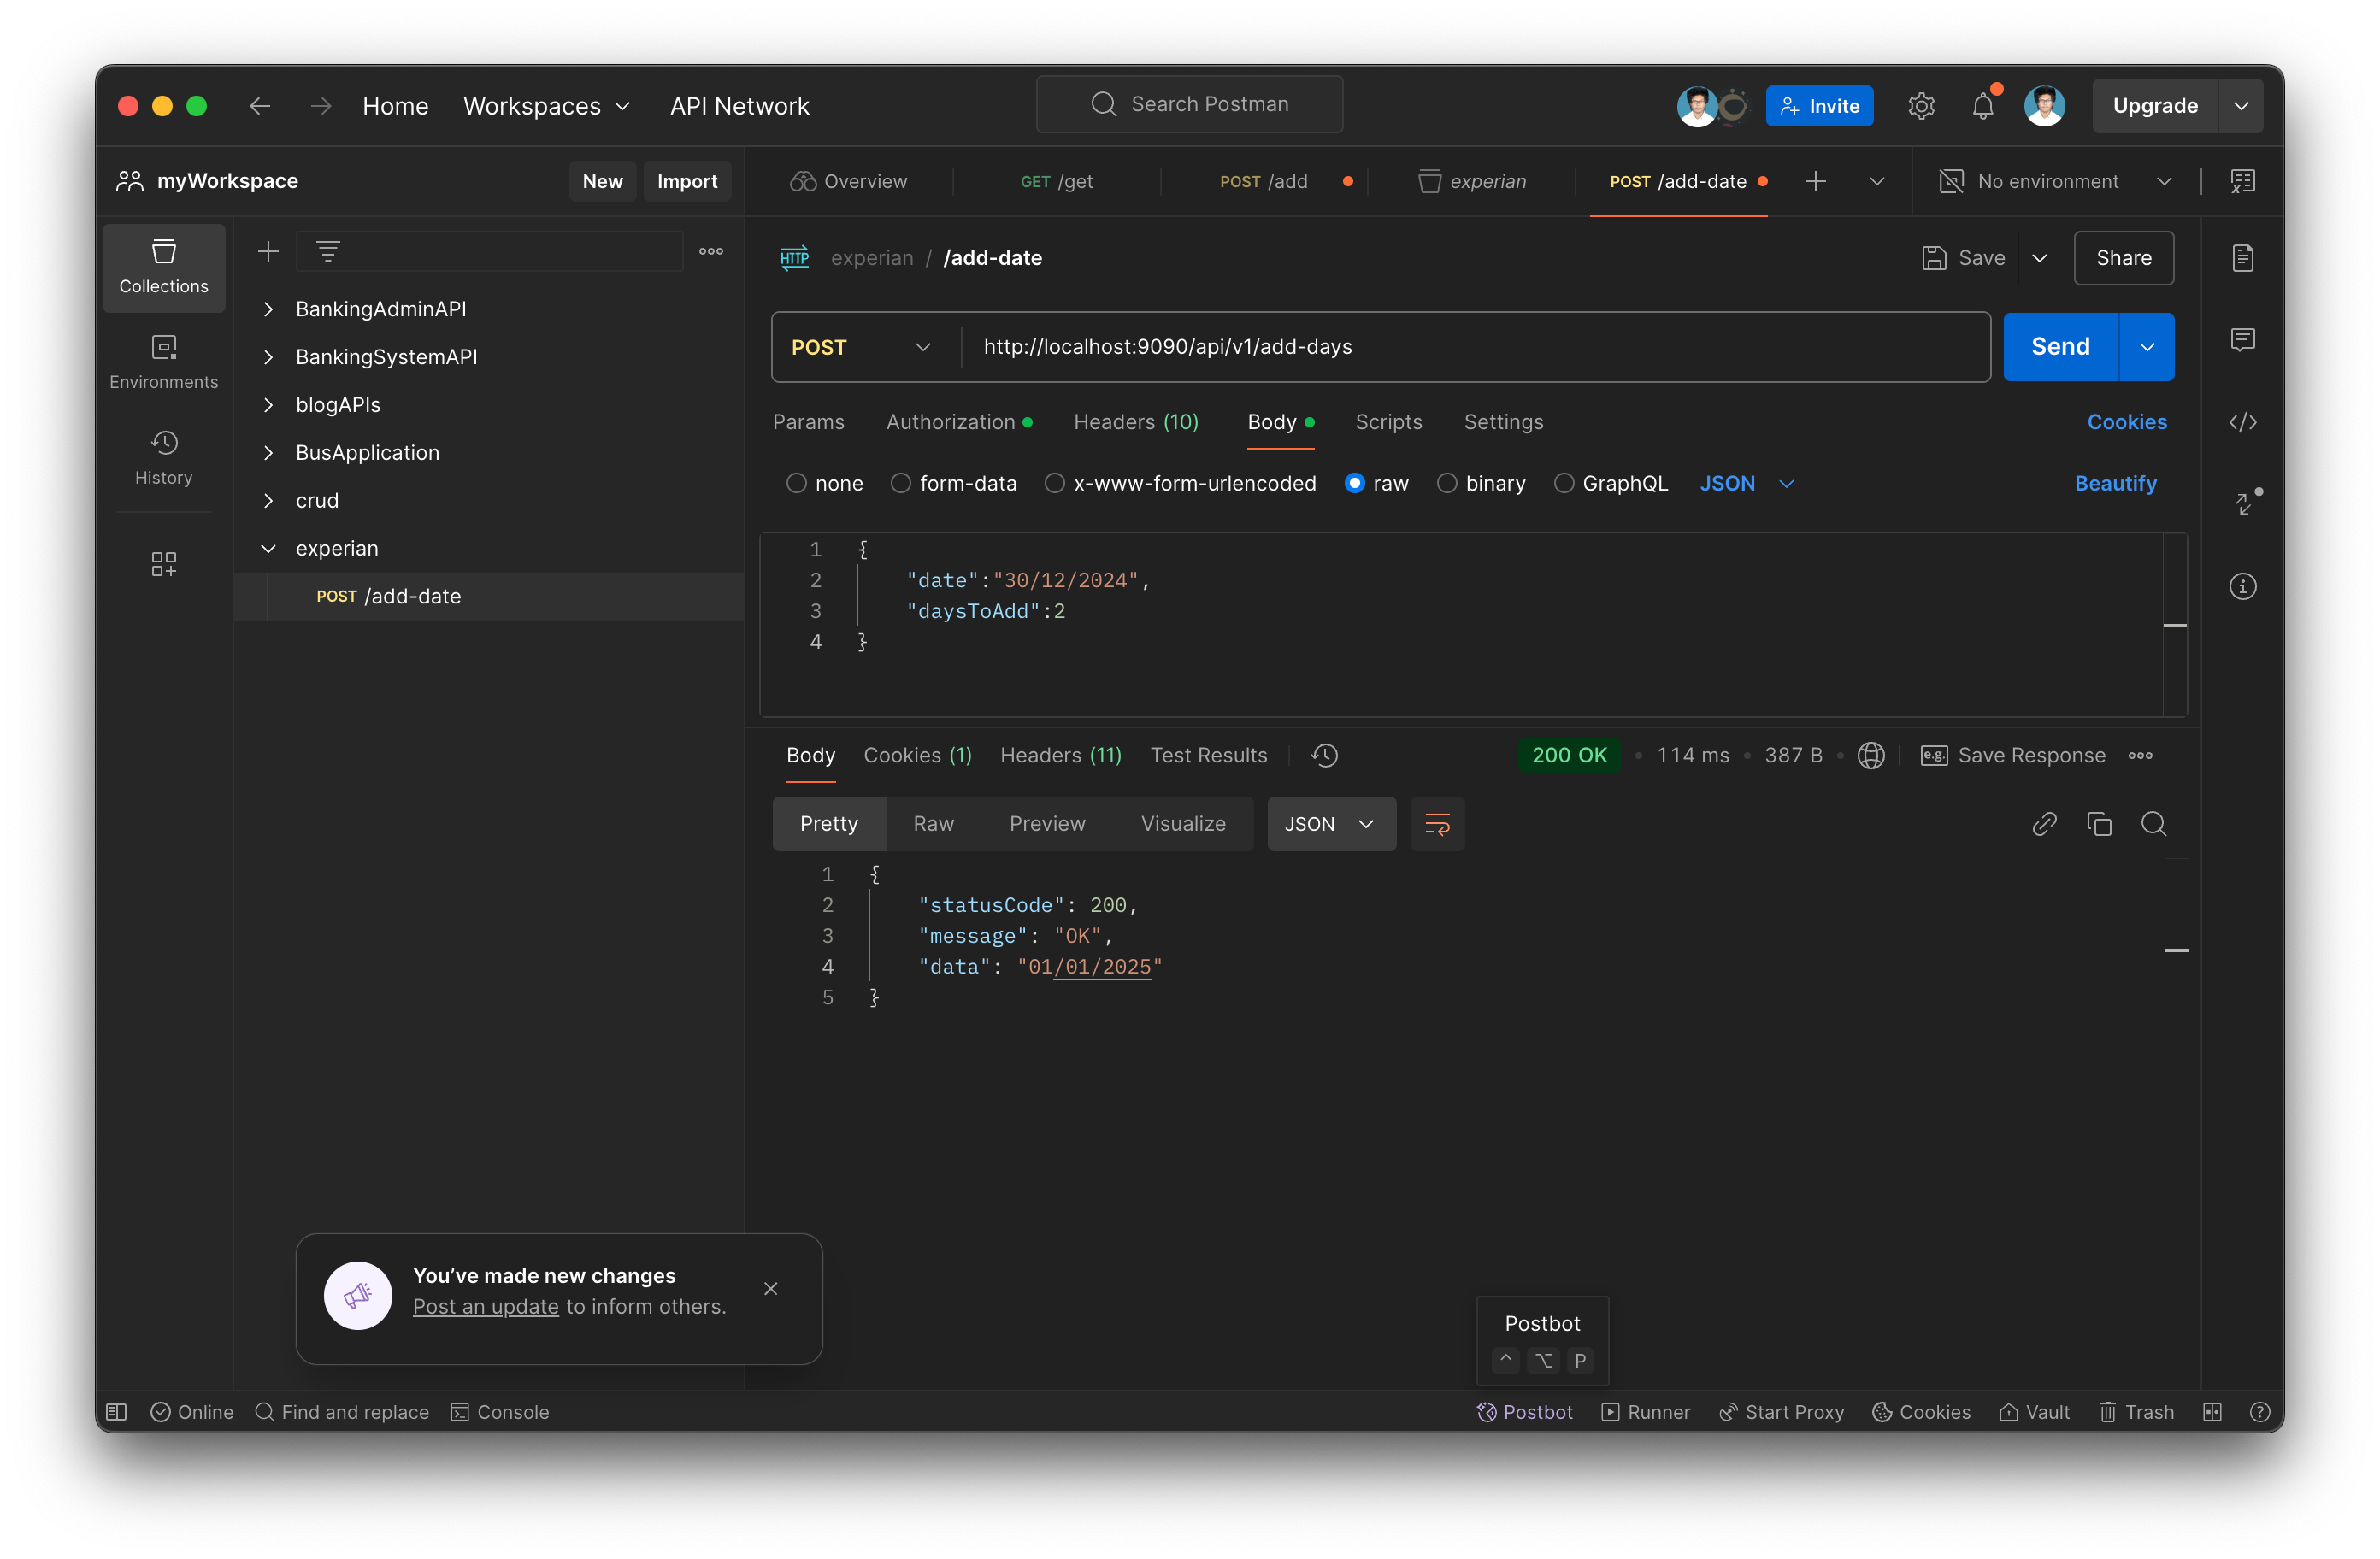 Home Workspaces API Network Search Postman Invite Upgrade
myWorkspace New Import Overview GET /get POST /add experian POST /add-date No environment
Collections
Environments
History
BankingAdminAPI
BankingSystemAPI
blogAPIs
BusApplication
crud
experian
POST /add-date
HTTP experian / /add-date Save Share
POST http://localhost:9090/api/v1/add-days Send
Params Authorization Headers (10) Body Scripts Settings Cookies
none form-data x-www-form-urlencoded raw binary GraphQL JSON Beautify
1 {
2 "date":"30/12/2024",
3 "daysToAdd":2
4 }
Body Cookies (1) Headers (11) Test Results 200 OK • 114 ms • 387 B • e.g. Save Response
Pretty Raw Preview Visualize JSON
1 {
2 "statusCode": 200,
3 "message": "OK",
4 "data": "01/01/2025"
5 }
You’ve made new changes
Post an update to inform others.
Postbot
^ ⌥ P
Online Find and replace Console Postbot Runner Start Proxy Cookies Vault Trash